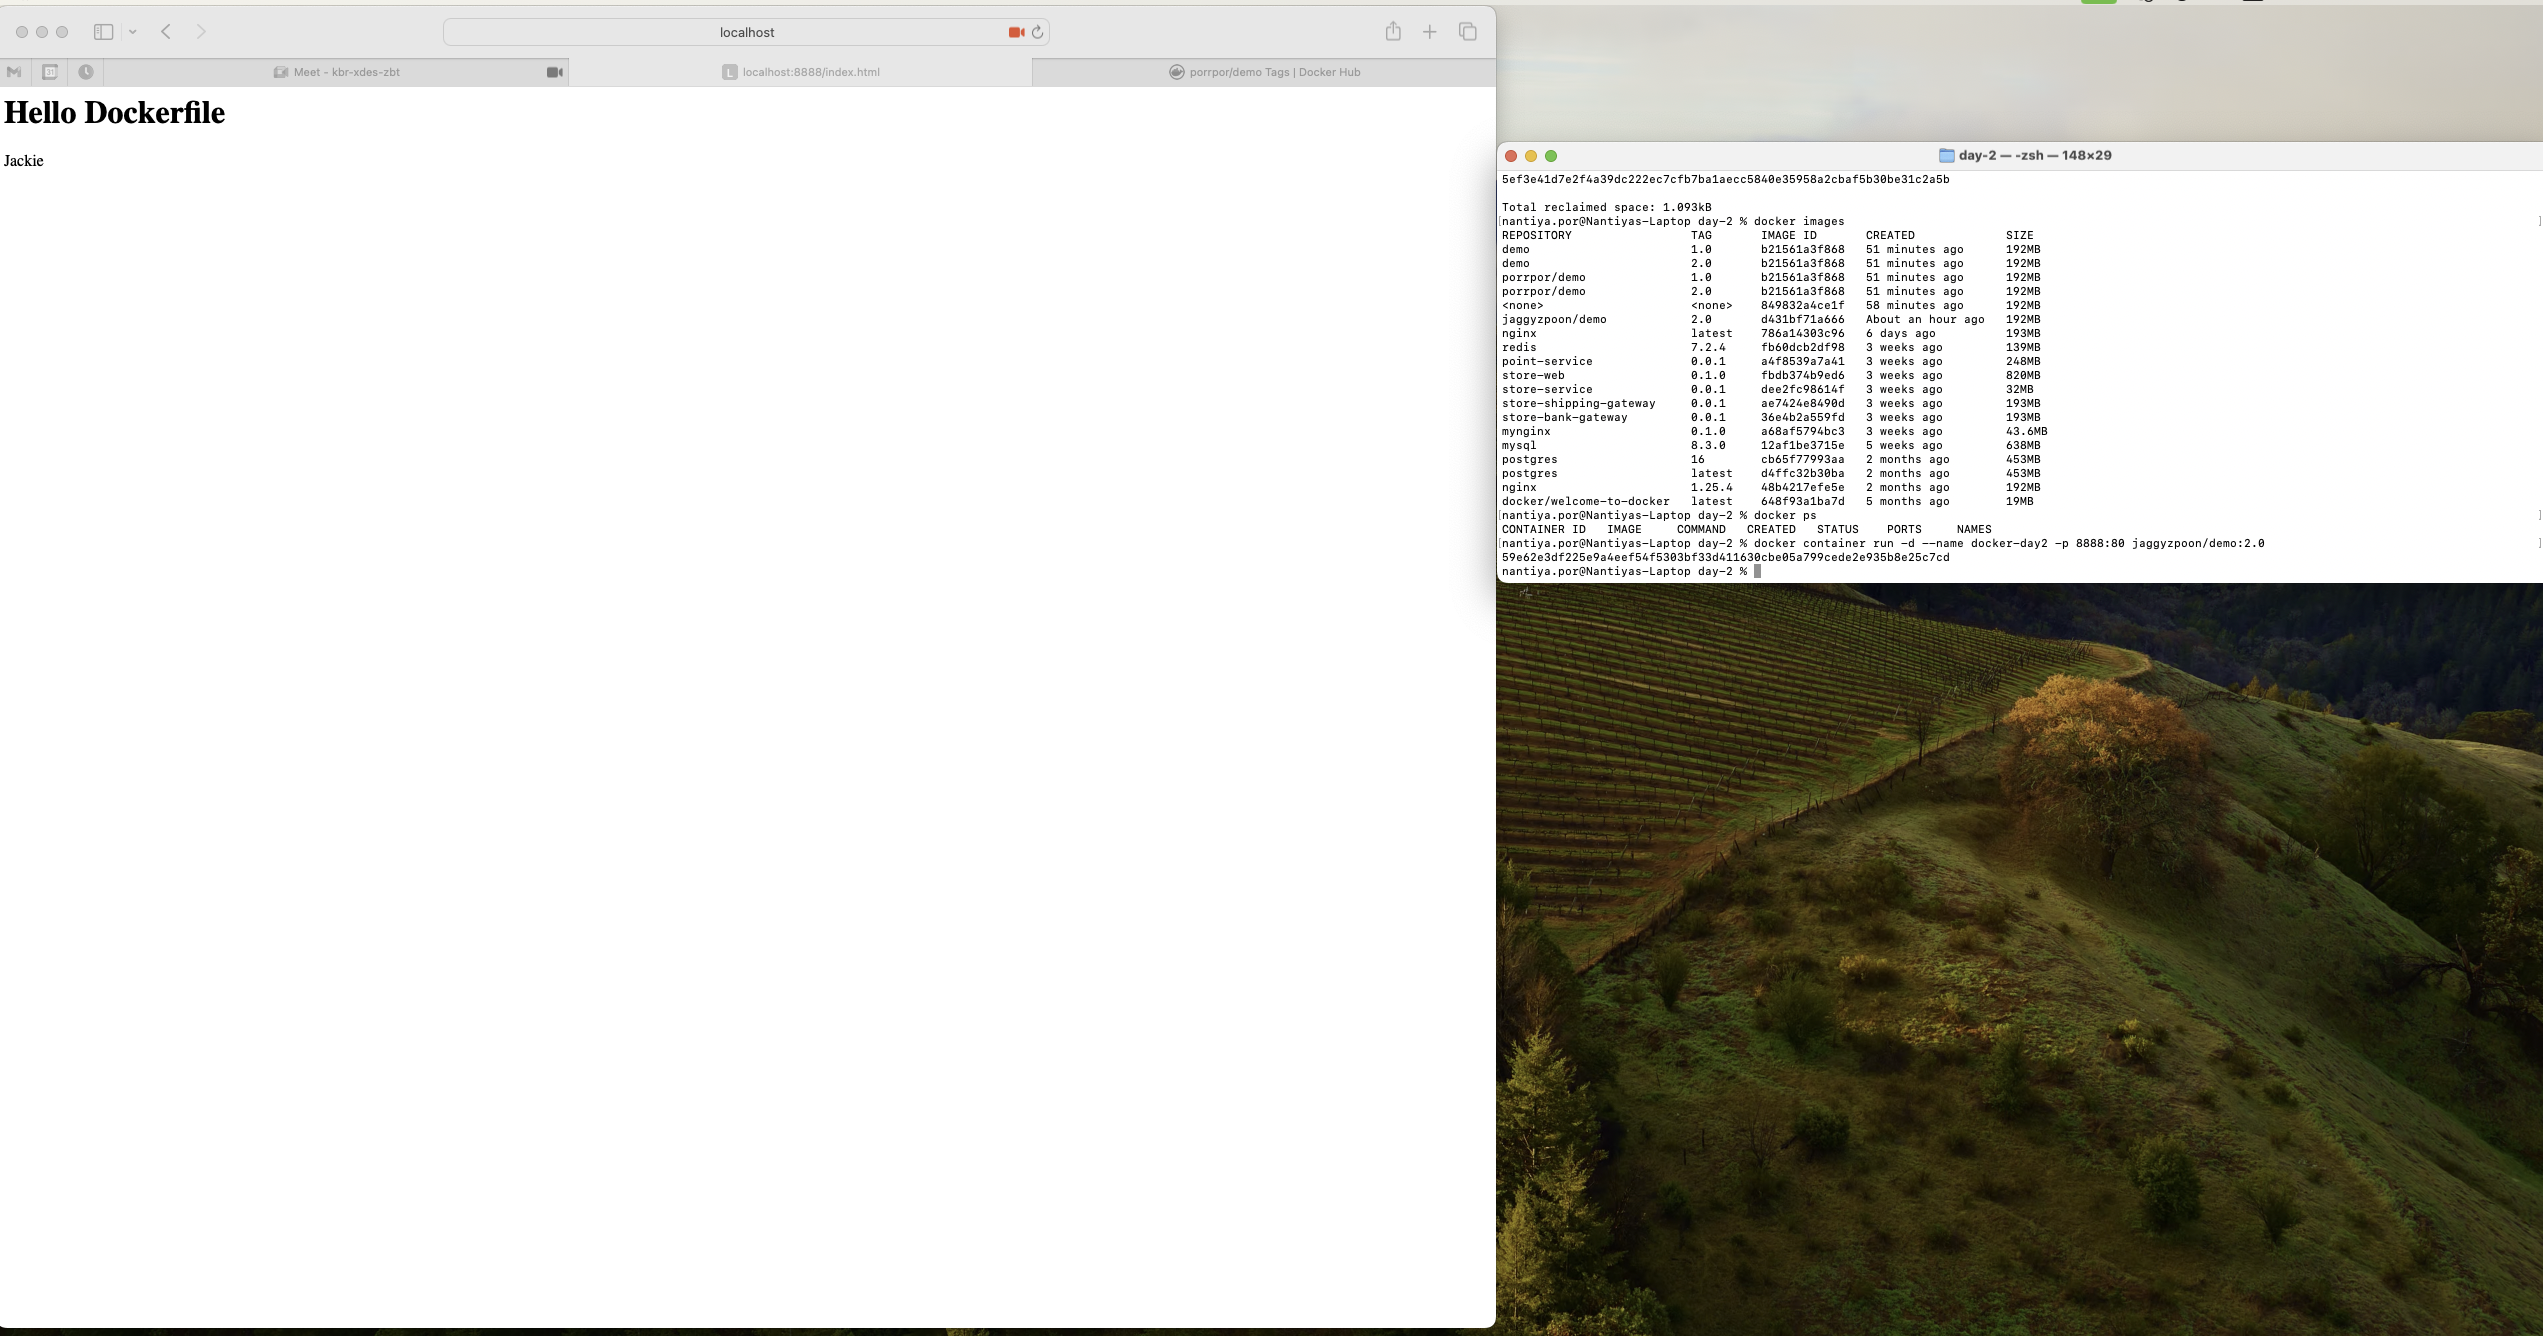 localhost
31
Meet - kbr-xdes-zbt
L localhost:8888/index.html
porrpor/demo Tags | Docker Hub
Hello Dockerfile
Jackie
day-2 — -zsh — 148×29
5ef3e41d7e2f4a39dc222ec7cfb7ba1aecc5840e35958a2cbaf5b30be31c2a5b
Total reclaimed space: 1.093kB
[nantiya.por@Nantiyas-Laptop day-2 % docker images ]
REPOSITORY TAG IMAGE ID CREATED SIZE
demo 1.0 b21561a3f868 51 minutes ago 192MB
demo 2.0 b21561a3f868 51 minutes ago 192MB
porrpor/demo 1.0 b21561a3f868 51 minutes ago 192MB
porrpor/demo 2.0 b21561a3f868 51 minutes ago 192MB
<none> <none> 849832a4ce1f 58 minutes ago 192MB
jaggyzpoon/demo 2.0 d431bf71a666 About an hour ago 192MB
nginx latest 786a14303c96 6 days ago 193MB
redis 7.2.4 fb60dcb2df98 3 weeks ago 139MB
point-service 0.0.1 a4f8539a7a41 3 weeks ago 248MB
store-web 0.1.0 fbdb374b9ed6 3 weeks ago 820MB
store-service 0.0.1 dee2fc98614f 3 weeks ago 32MB
store-shipping-gateway 0.0.1 ae7424e8490d 3 weeks ago 193MB
store-bank-gateway 0.0.1 36e4b2a559fd 3 weeks ago 193MB
mynginx 0.1.0 a68af5794bc3 3 weeks ago 43.6MB
mysql 8.3.0 12af1be3715e 5 weeks ago 638MB
postgres 16 cb65f77993aa 2 months ago 453MB
postgres latest d4ffc32b30ba 2 months ago 453MB
nginx 1.25.4 48b4217efe5e 2 months ago 192MB
docker/welcome-to-docker latest 648f93a1ba7d 5 months ago 19MB
[nantiya.por@Nantiyas-Laptop day-2 % docker ps ]
CONTAINER ID IMAGE COMMAND CREATED STATUS PORTS NAMES
[nantiya.por@Nantiyas-Laptop day-2 % docker container run -d --name docker-day2 -p 8888:80 jaggyzpoon/demo:2.0 ]
59e62e3df225e9a4eef54f5303bf33d411630cbe05a799cede2e935b8e25c7cd
nantiya.por@Nantiyas-Laptop day-2 %